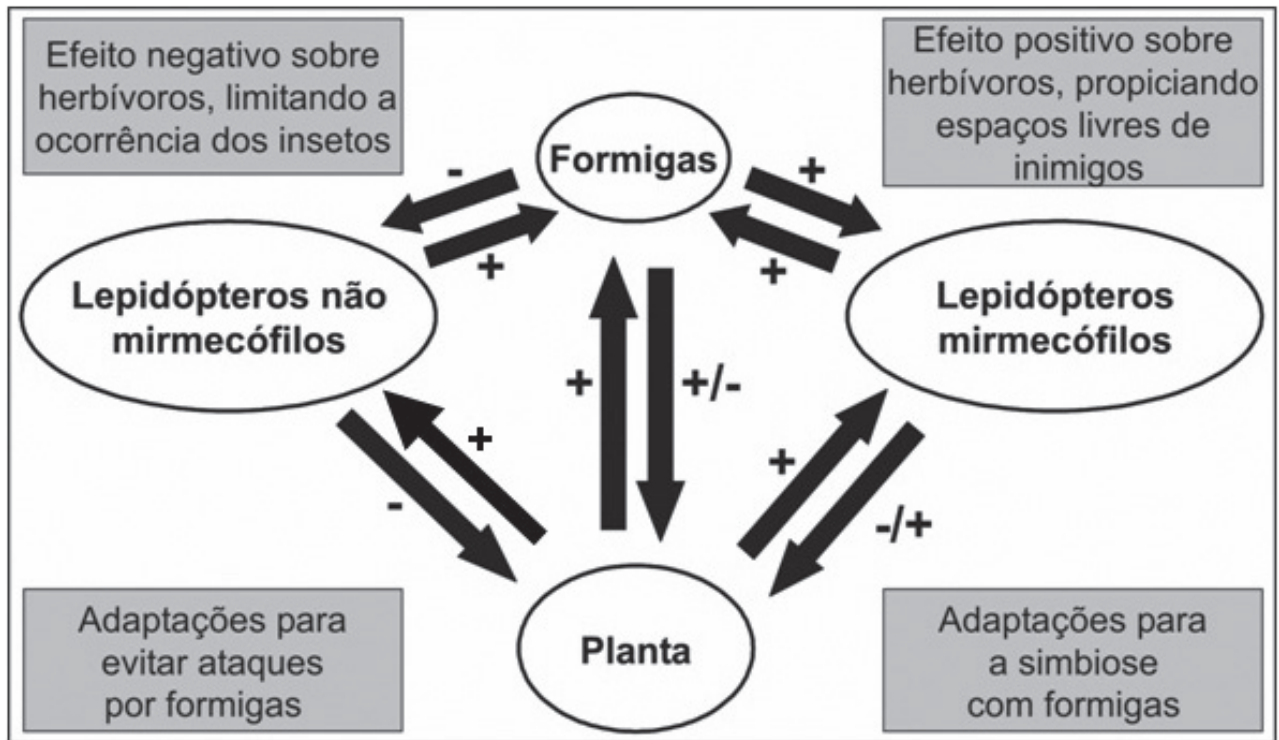 Efeito negativo sobre
herbívoros, limitando a
ocorrência dos insetos
Efeito positivo sobre
herbívoros, propiciando
espaços livres de
inimigos
Formigas
-
+
+
+
Lepidópteros não
mirmecófilos
Lepidópteros
mirmecófilos
+
+/-
+
-
+
-/+
Adaptações para
evitar ataques
por formigas
Planta
Adaptações para
a simbiose
com formigas